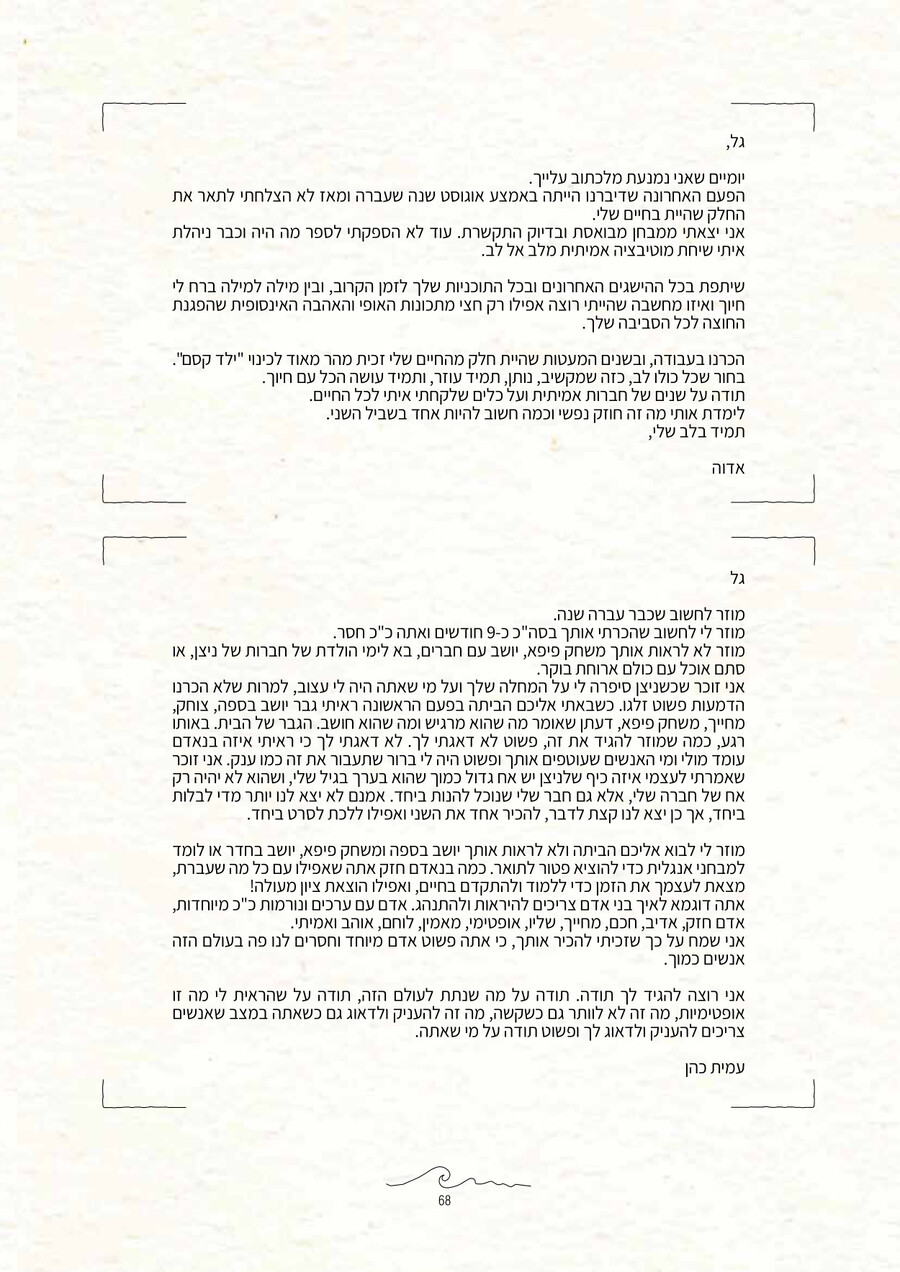 גל,
יומיים שאני נמנעת מלכתוב עלייך.
הפעם האחרונה שדיברנו הייתה באמצע אוגוסט שנה שעברה ומאז לא הצלחתי לתאר את
החלק שהיית בחיים שלי.
אני יצאתי ממבחן מבואסת ובדיוק התקשרת. עוד לא הספקתי לספר מה היה וכבר ניהלת
איתי שיחת מוטיבציה אמיתית מלב אל לב.
שיתפת בכל ההישגים האחרונים ובכל התוכניות שלך לזמן הקרוב, ובין מילה למילה ברח לי
חיוך ואיזו מחשבה שהייתי רוצה אפילו רק חצי מתכונות האופי והאהבה האינסופית שהפגנת
החוצה לכל הסביבה שלך.
הכרנו בעבודה, ובשנים המעטות שהיית חלק מהחיים שלי זכית מהר מאוד לכינוי "ילד קסם".
בחור שכל כולו לב, כזה שמקשיב, נותן, תמיד עוזר, ותמיד עושה הכל עם חיוך.
תודה על שנים של חברות אמיתית ועל כלים שלקחתי איתי לכל החיים.
לימדת אותי מה זה חוזק נפשי וכמה חשוב להיות אחד בשביל השני.
תמיד בלב שלי,
אדוה
גל
מוזר לחשוב שכבר עברה שנה.
מוזר לי לחשוב שהכרתי אותך בסה"כ כ-9 חודשים ואתה כ"כ חסר.
מוזר לא לראות אותך משחק פיפא, יושב עם חברים, בא לימי הולדת של חברות של ניצן, או
סתם אוכל עם כולם ארוחת בוקר.
אני זוכר שכשניצן סיפרה לי על המחלה שלך ועל מי שאתה היה לי עצוב, למרות שלא הכרנו
הדמעות פשוט זלגו. כשבאתי אליכם הביתה בפעם הראשונה ראיתי גבר יושב בספה, צוחק,
מחייך, משחק פיפא, דעתן שאומר מה שהוא מרגיש ומה שהוא חושב. הגבר של הבית. באותו
רגע, כמה שמוזר להגיד את זה, פשוט לא דאגתי לך. לא דאגתי לך כי ראיתי איזה בנאדם
עומד מולי ומי האנשים שעוטפים אותך ופשוט היה לי ברור שתעבור את זה כמו ענק. אני זוכר
שאמרתי לעצמי איזה כיף שלניצן יש אח גדול כמוך שהוא בערך בגיל שלי, ושהוא לא יהיה רק
אח של חברה שלי, אלא גם חבר שלי שנוכל להנות ביחד. אמנם לא יצא לנו יותר מדי לבלות
ביחד, אך כן יצא לנו קצת לדבר, להכיר אחד את השני ואפילו ללכת לסרט ביחד.
מוזר לי לבוא אליכם הביתה ולא לראות אותך יושב בספה ומשחק פיפא, יושב בחדר או לומד
למבחני אנגלית כדי להוציא פטור לתואר. כמה בנאדם חזק אתה שאפילו עם כל מה שעברת,
מצאת לעצמך את הזמן כדי ללמוד ולהתקדם בחיים, ואפילו הוצאת ציון מעולה!
אתה דוגמא לאיך בני אדם צריכים להיראות ולהתנהג. אדם עם ערכים ונורמות כ"כ מיוחדות,
אדם חזק, אדיב, חכם, מחייך, שליו, אופטימי, מאמין, לוחם, אוהב ואמיתי.
אני שמח על כך שזכיתי להכיר אותך, כי אתה פשוט אדם מיוחד וחסרים לנו פה בעולם הזה
אנשים כמוך.
אני רוצה להגיד לך תודה. תודה על מה שנתת לעולם הזה, תודה על שהראית לי מה זו
אופטימיות, מה זה לא לוותר גם כשקשה, מה זה להעניק ולדאוג גם כשאתה במצב שאנשים
צריכים להעניק ולדאוג לך ופשוט תודה על מי שאתה.
עמית כהן
68